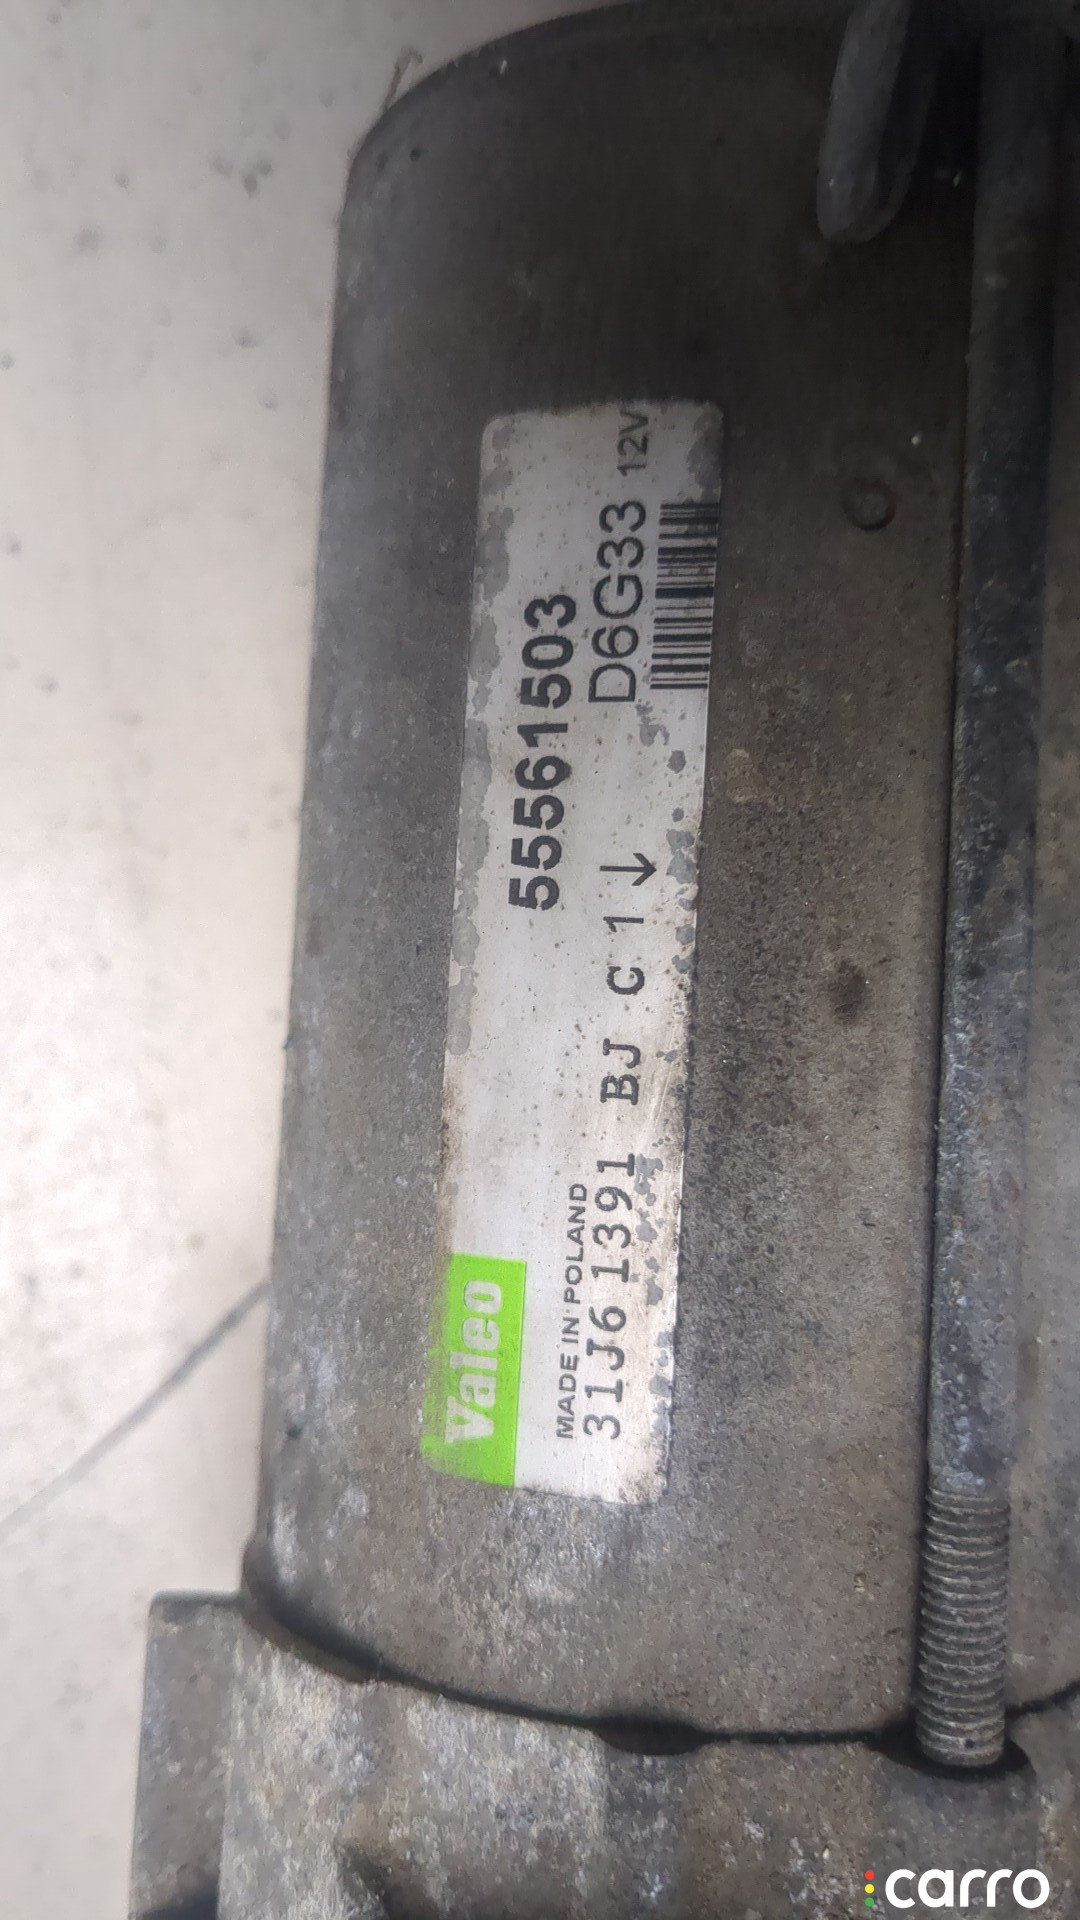 Valeo
55561503
MADE IN POLAND
D6G33 12V
31J61391 BJ C 1↓
carro